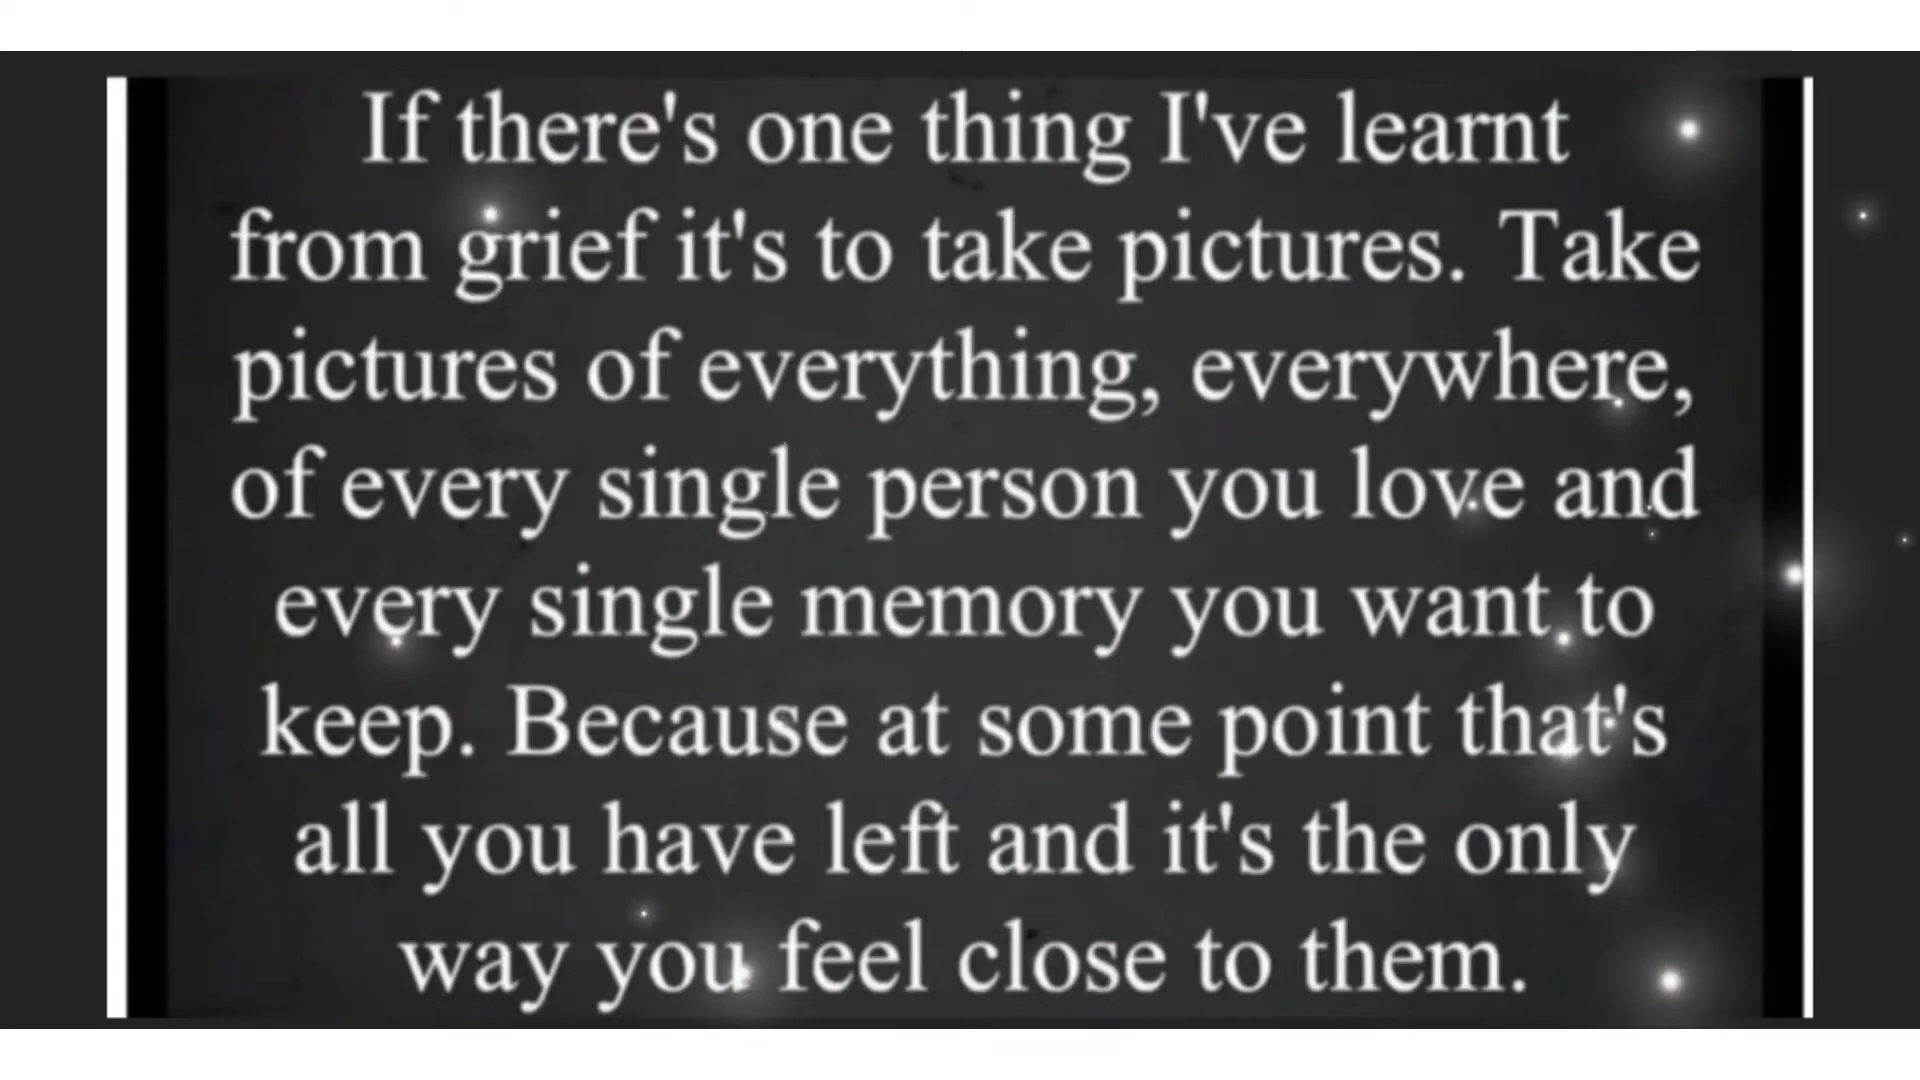 If there's one thing I've learnt
from grief it's to take pictures. Take
pictures of everything, everywhere,
of every single person you love and
every single memory you want to
keep. Because at some point that's
all you have left and it's the only
way you feel close to them.